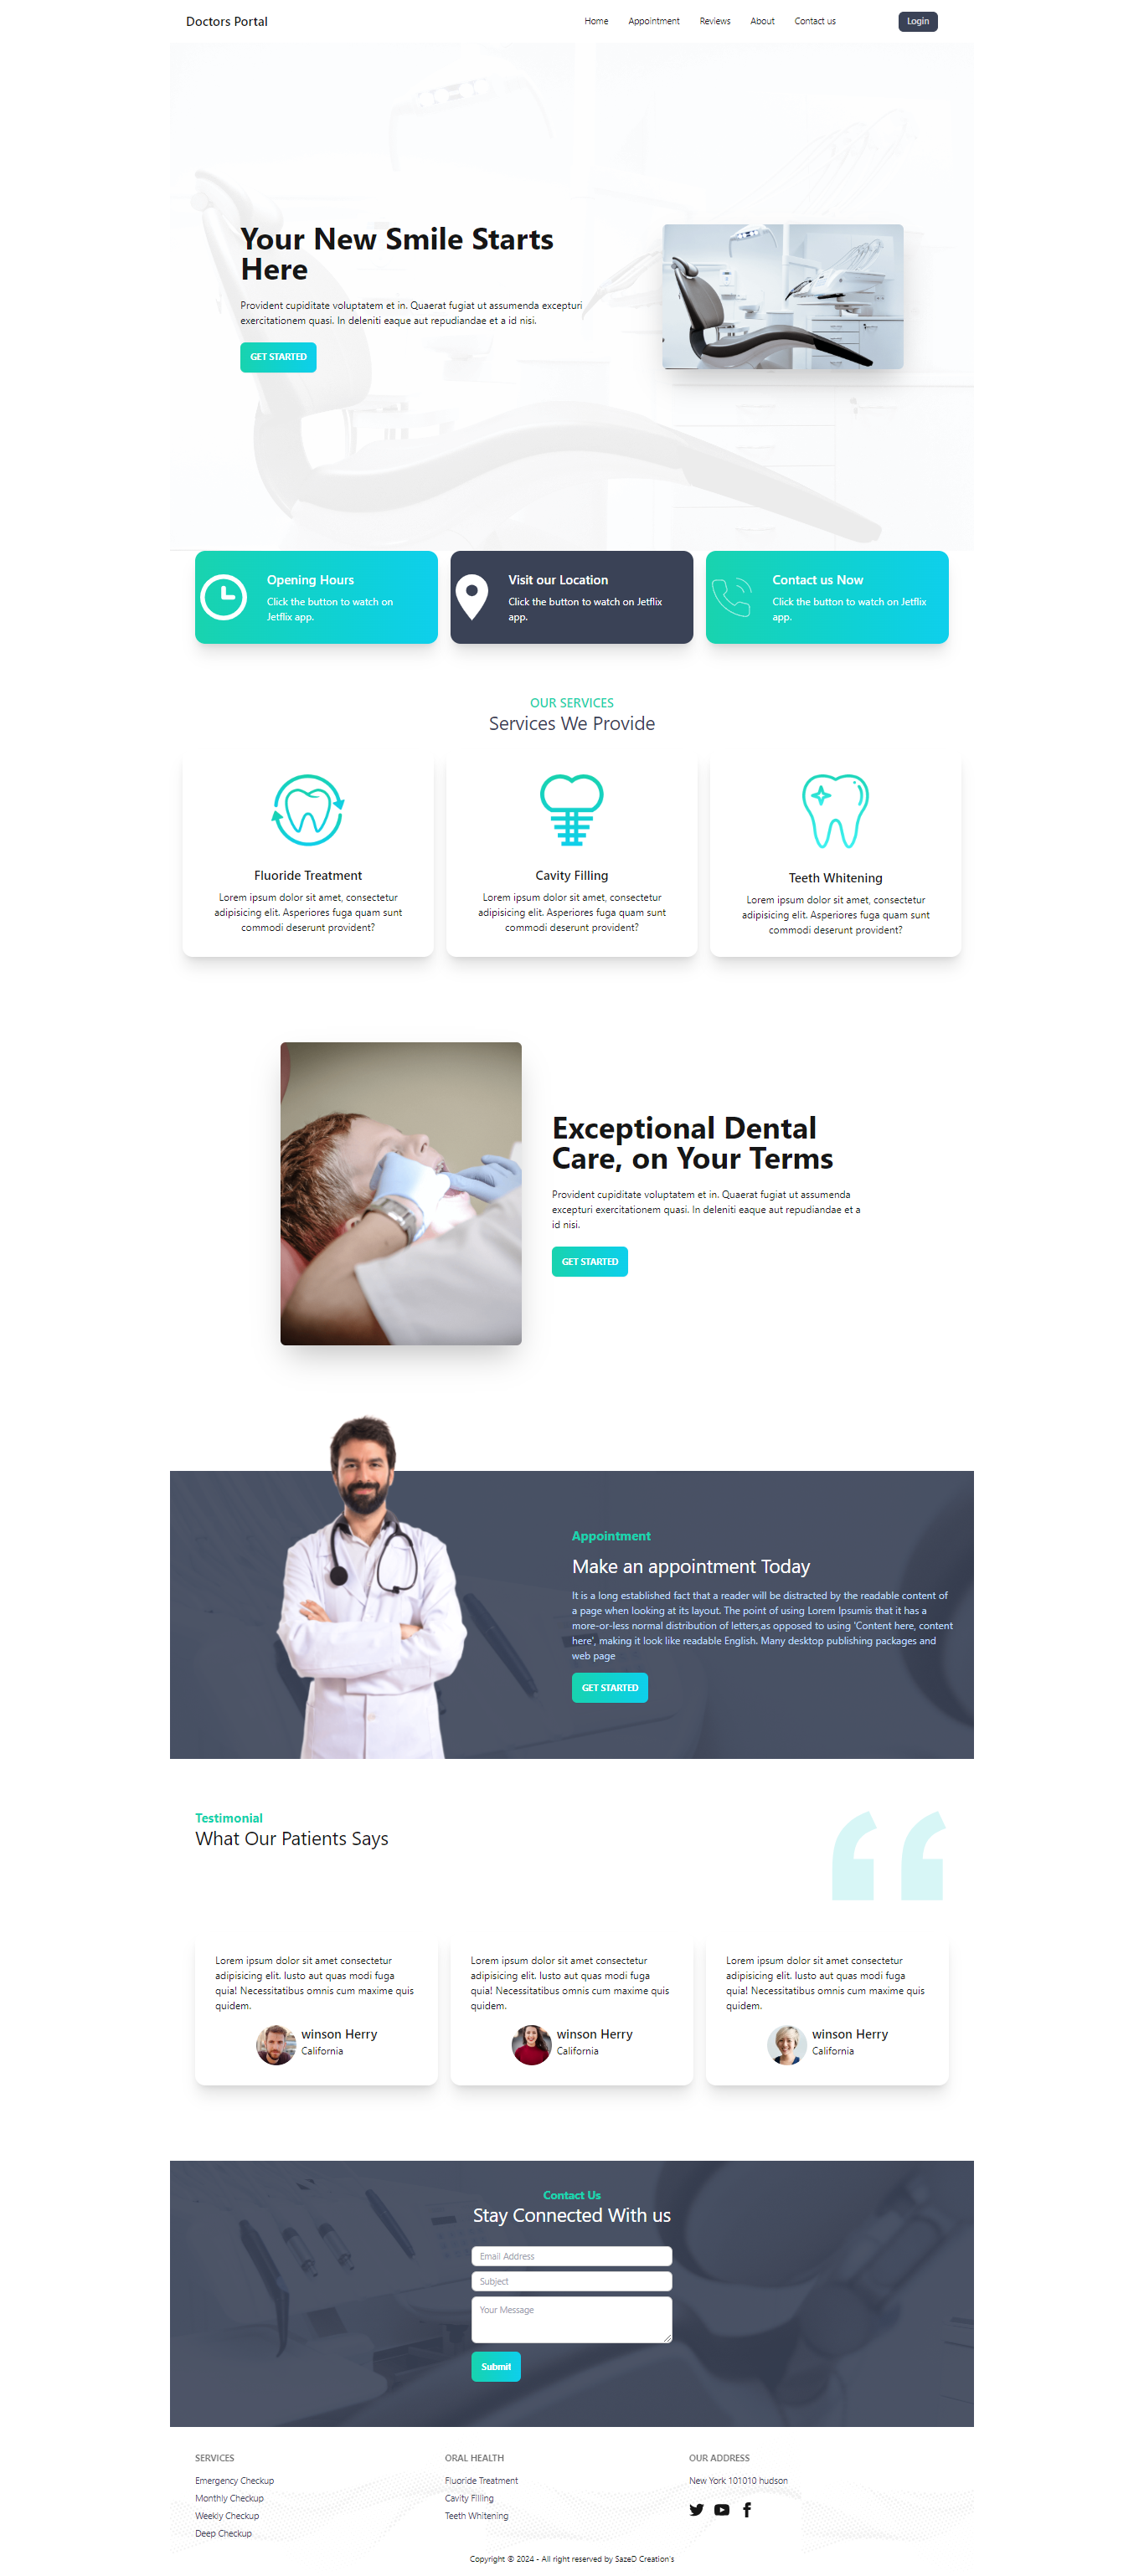 Doctors Portal
Home
Appointment
Reviews
About
Contact us
Login
Your New Smile Starts
Here
Provident cupiditate voluptatem et in. Quaerat fugiat ut assumenda excepturi
exercitationem quasi. In deleniti eaque aut repudiandae et a id nisi.
GET STARTED
Opening Hours
Click the button to watch on
Jetflix app.
Visit our Location
Click the button to watch on Jetflix
app.
Contact us Now
Click the button to watch on Jetflix
app.
OUR SERVICES
Services We Provide
Fluoride Treatment
Lorem ipsum dolor sit amet, consectetur
adipisicing elit. Asperiores fuga quam sunt
commodi deserunt provident?
Cavity Filling
Lorem ipsum dolor sit amet, consectetur
adipisicing elit. Asperiores fuga quam sunt
commodi deserunt provident?
Teeth Whitening
Lorem ipsum dolor sit amet, consectetur
adipisicing elit. Asperiores fuga quam sunt
commodi deserunt provident?
Exceptional Dental
Care, on Your Terms
Provident cupiditate voluptatem et in. Quaerat fugiat ut assumenda
excepturi exercitationem quasi. In deleniti eaque aut repudiandae et a
id nisi.
GET STARTED
Appointment
Make an appointment Today
It is a long established fact that a reader will be distracted by the readable content of
a page when looking at its layout. The point of using Lorem Ipsumis that it has a
more-or-less normal distribution of letters,as opposed to using 'Content here, content
here', making it look like readable English. Many desktop publishing packages and
web page
GET STARTED
Testimonial
What Our Patients Says
Lorem ipsum dolor sit amet consectetur
adipisicing elit. Iusto aut quas modi fuga
quia! Necessitatibus omnis cum maxime quis
quidem.
winson Herry
California
Lorem ipsum dolor sit amet consectetur
adipisicing elit. Iusto aut quas modi fuga
quia! Necessitatibus omnis cum maxime quis
quidem.
winson Herry
California
Lorem ipsum dolor sit amet consectetur
adipisicing elit. Iusto aut quas modi fuga
quia! Necessitatibus omnis cum maxime quis
quidem.
winson Herry
California
Contact Us
Stay Connected With us
Email Address
Subject
Your Message
Submit
SERVICES
Emergency Checkup
Monthly Checkup
Weekly Checkup
Deep Checkup
ORAL HEALTH
Fluoride Treatment
Cavity Filling
Teeth Whitening
OUR ADDRESS
New York 101010 hudson
Copyright © 2024 - All right reserved by SazeD Creation's